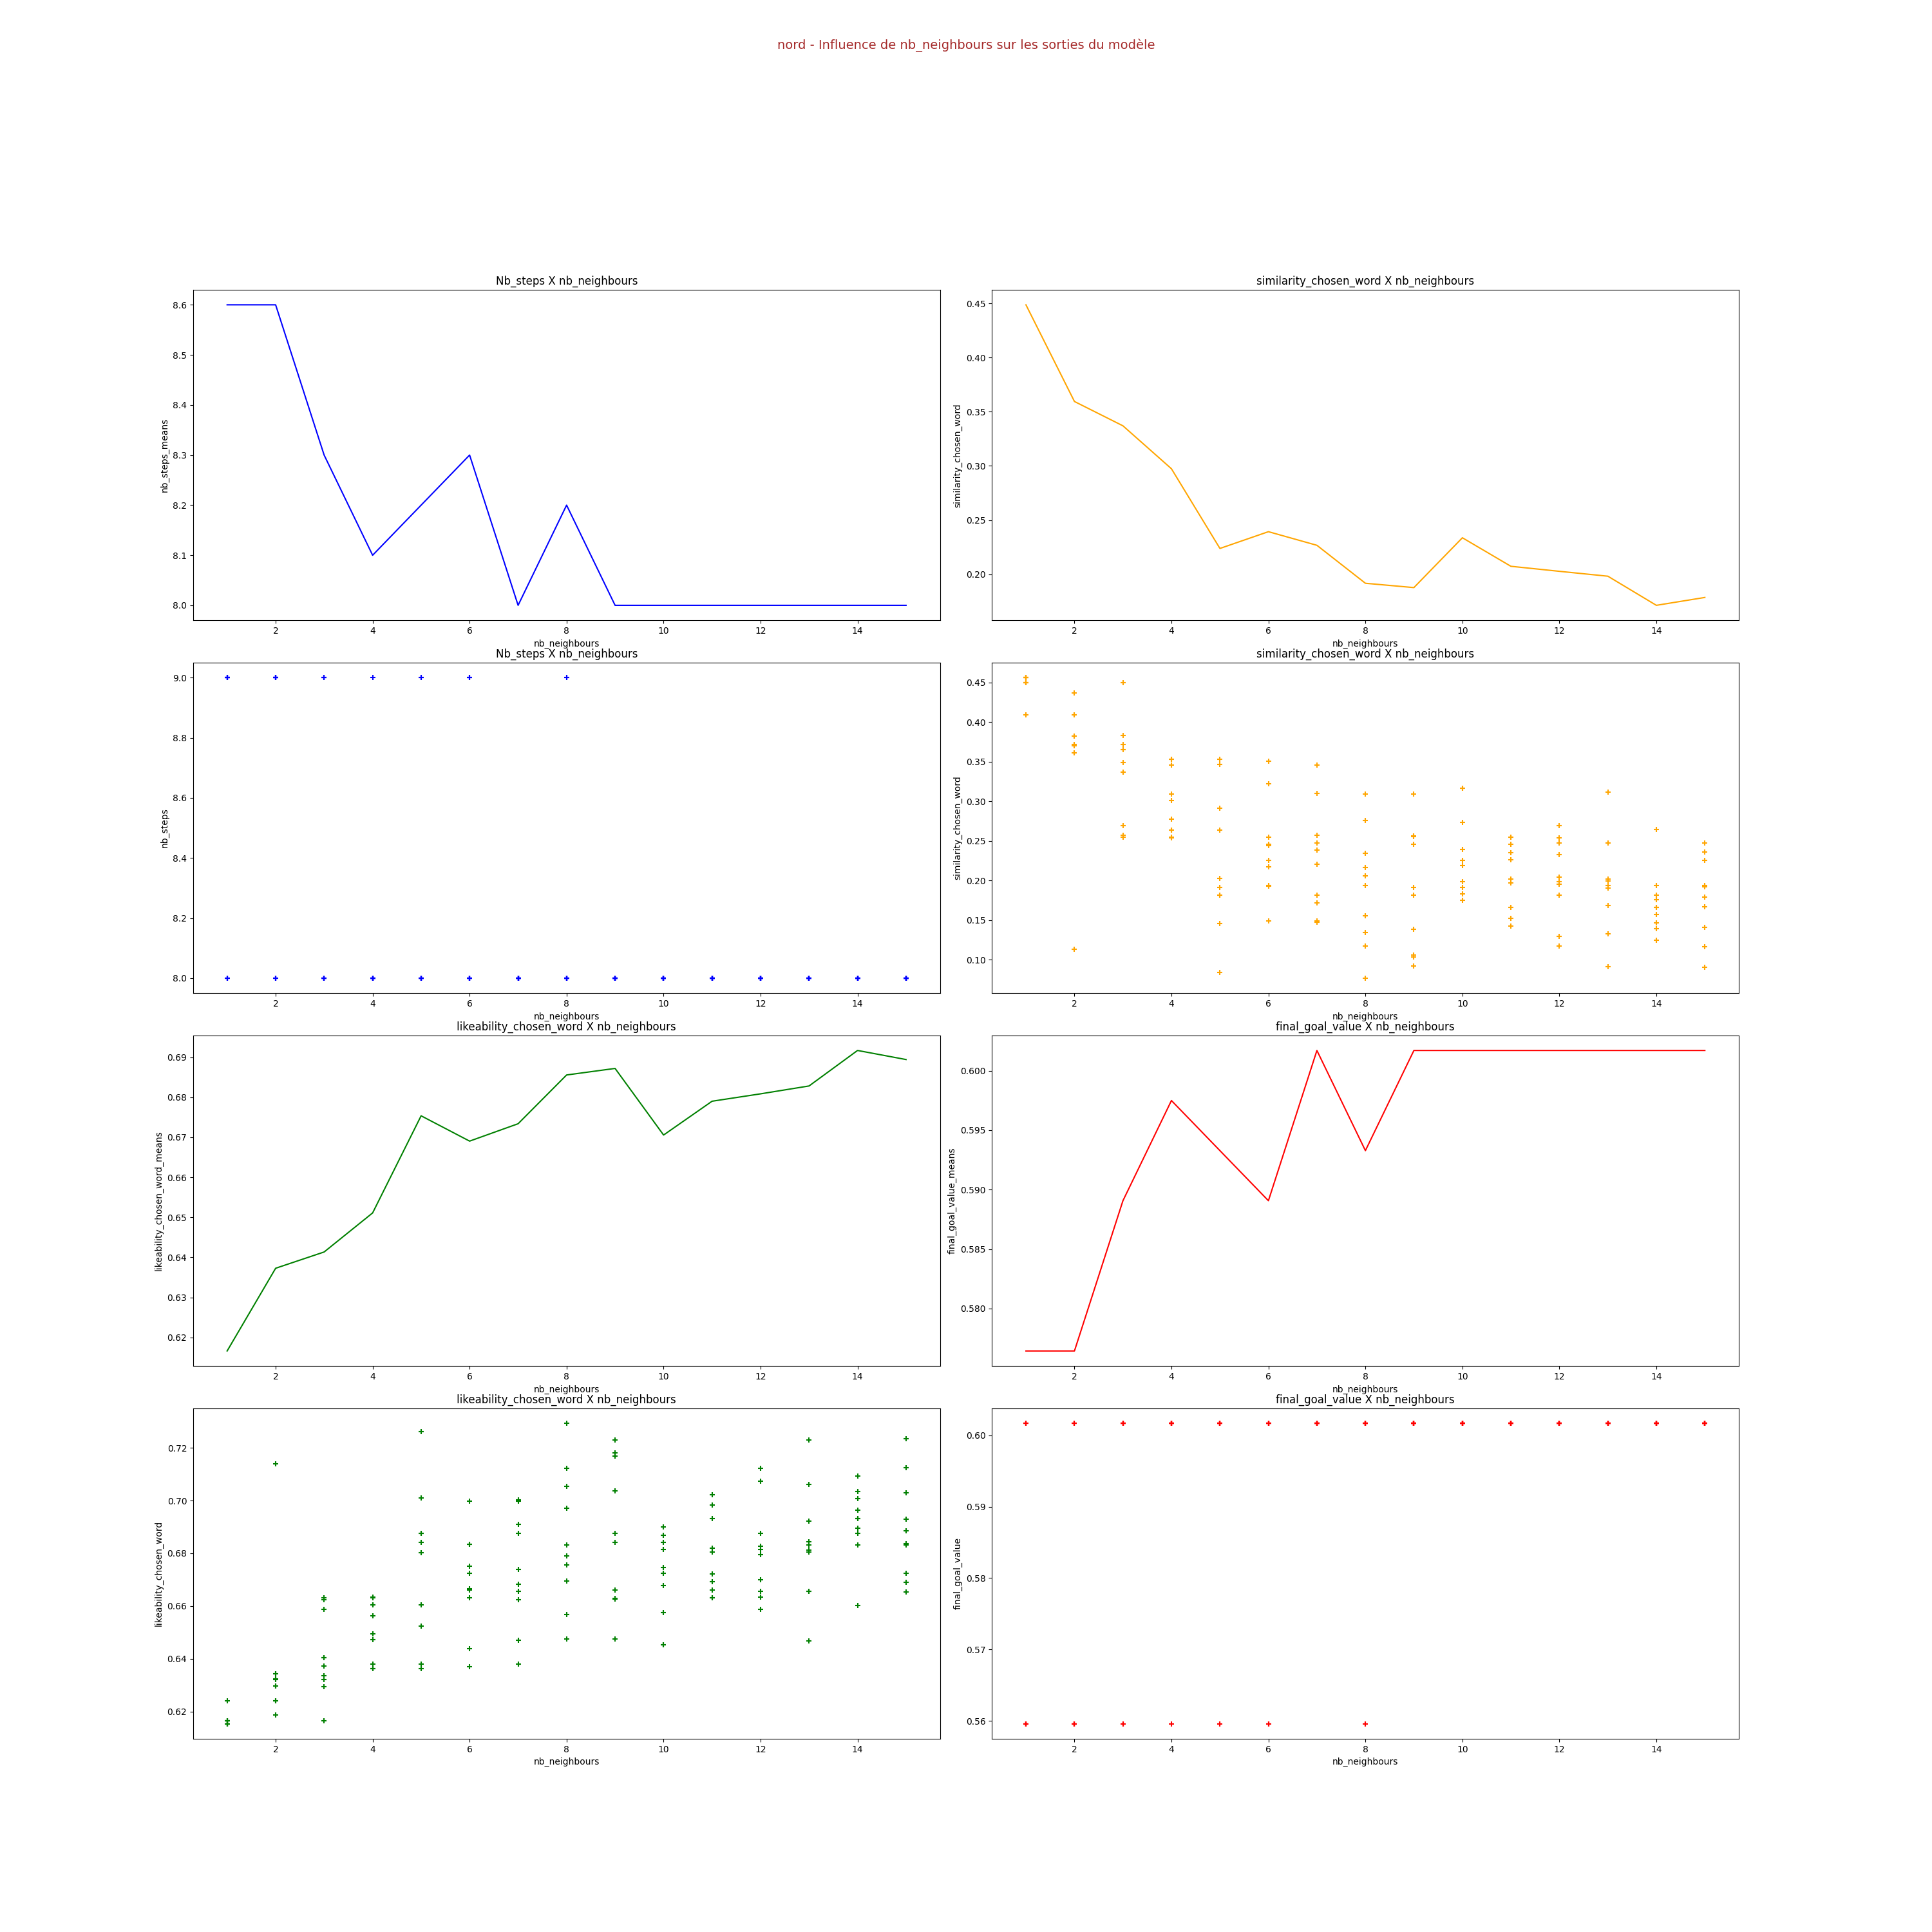 nord - Influence de nb_neighbours sur les sorties du modèle
Nb_steps X nb_neighbours
nb_steps_means
8.6
8.5
8.4
8.3
8.2
8.1
8.0
2 4 6 8 10 12 14
nb_neighbours
similarity_chosen_word X nb_neighbours
similarity_chosen_word
0.45
0.40
0.35
0.30
0.25
0.20
2 4 6 8 10 12 14
nb_neighbours
Nb_steps X nb_neighbours
nb_steps
9.0
8.8
8.6
8.4
8.2
8.0
2 4 6 8 10 12 14
nb_neighbours
similarity_chosen_word X nb_neighbours
similarity_chosen_word
0.45
0.40
0.35
0.30
0.25
0.20
0.15
0.10
2 4 6 8 10 12 14
nb_neighbours
likeability_chosen_word X nb_neighbours
likeability_chosen_word_means
0.69
0.68
0.67
0.66
0.65
0.64
0.63
0.62
2 4 6 8 10 12 14
nb_neighbours
final_goal_value X nb_neighbours
final_goal_value_means
0.600
0.595
0.590
0.585
0.580
2 4 6 8 10 12 14
nb_neighbours
likeability_chosen_word X nb_neighbours
likeability_chosen_word
0.72
0.70
0.68
0.66
0.64
0.62
2 4 6 8 10 12 14
nb_neighbours
final_goal_value X nb_neighbours
final_goal_value
0.60
0.59
0.58
0.57
0.56
2 4 6 8 10 12 14
nb_neighbours